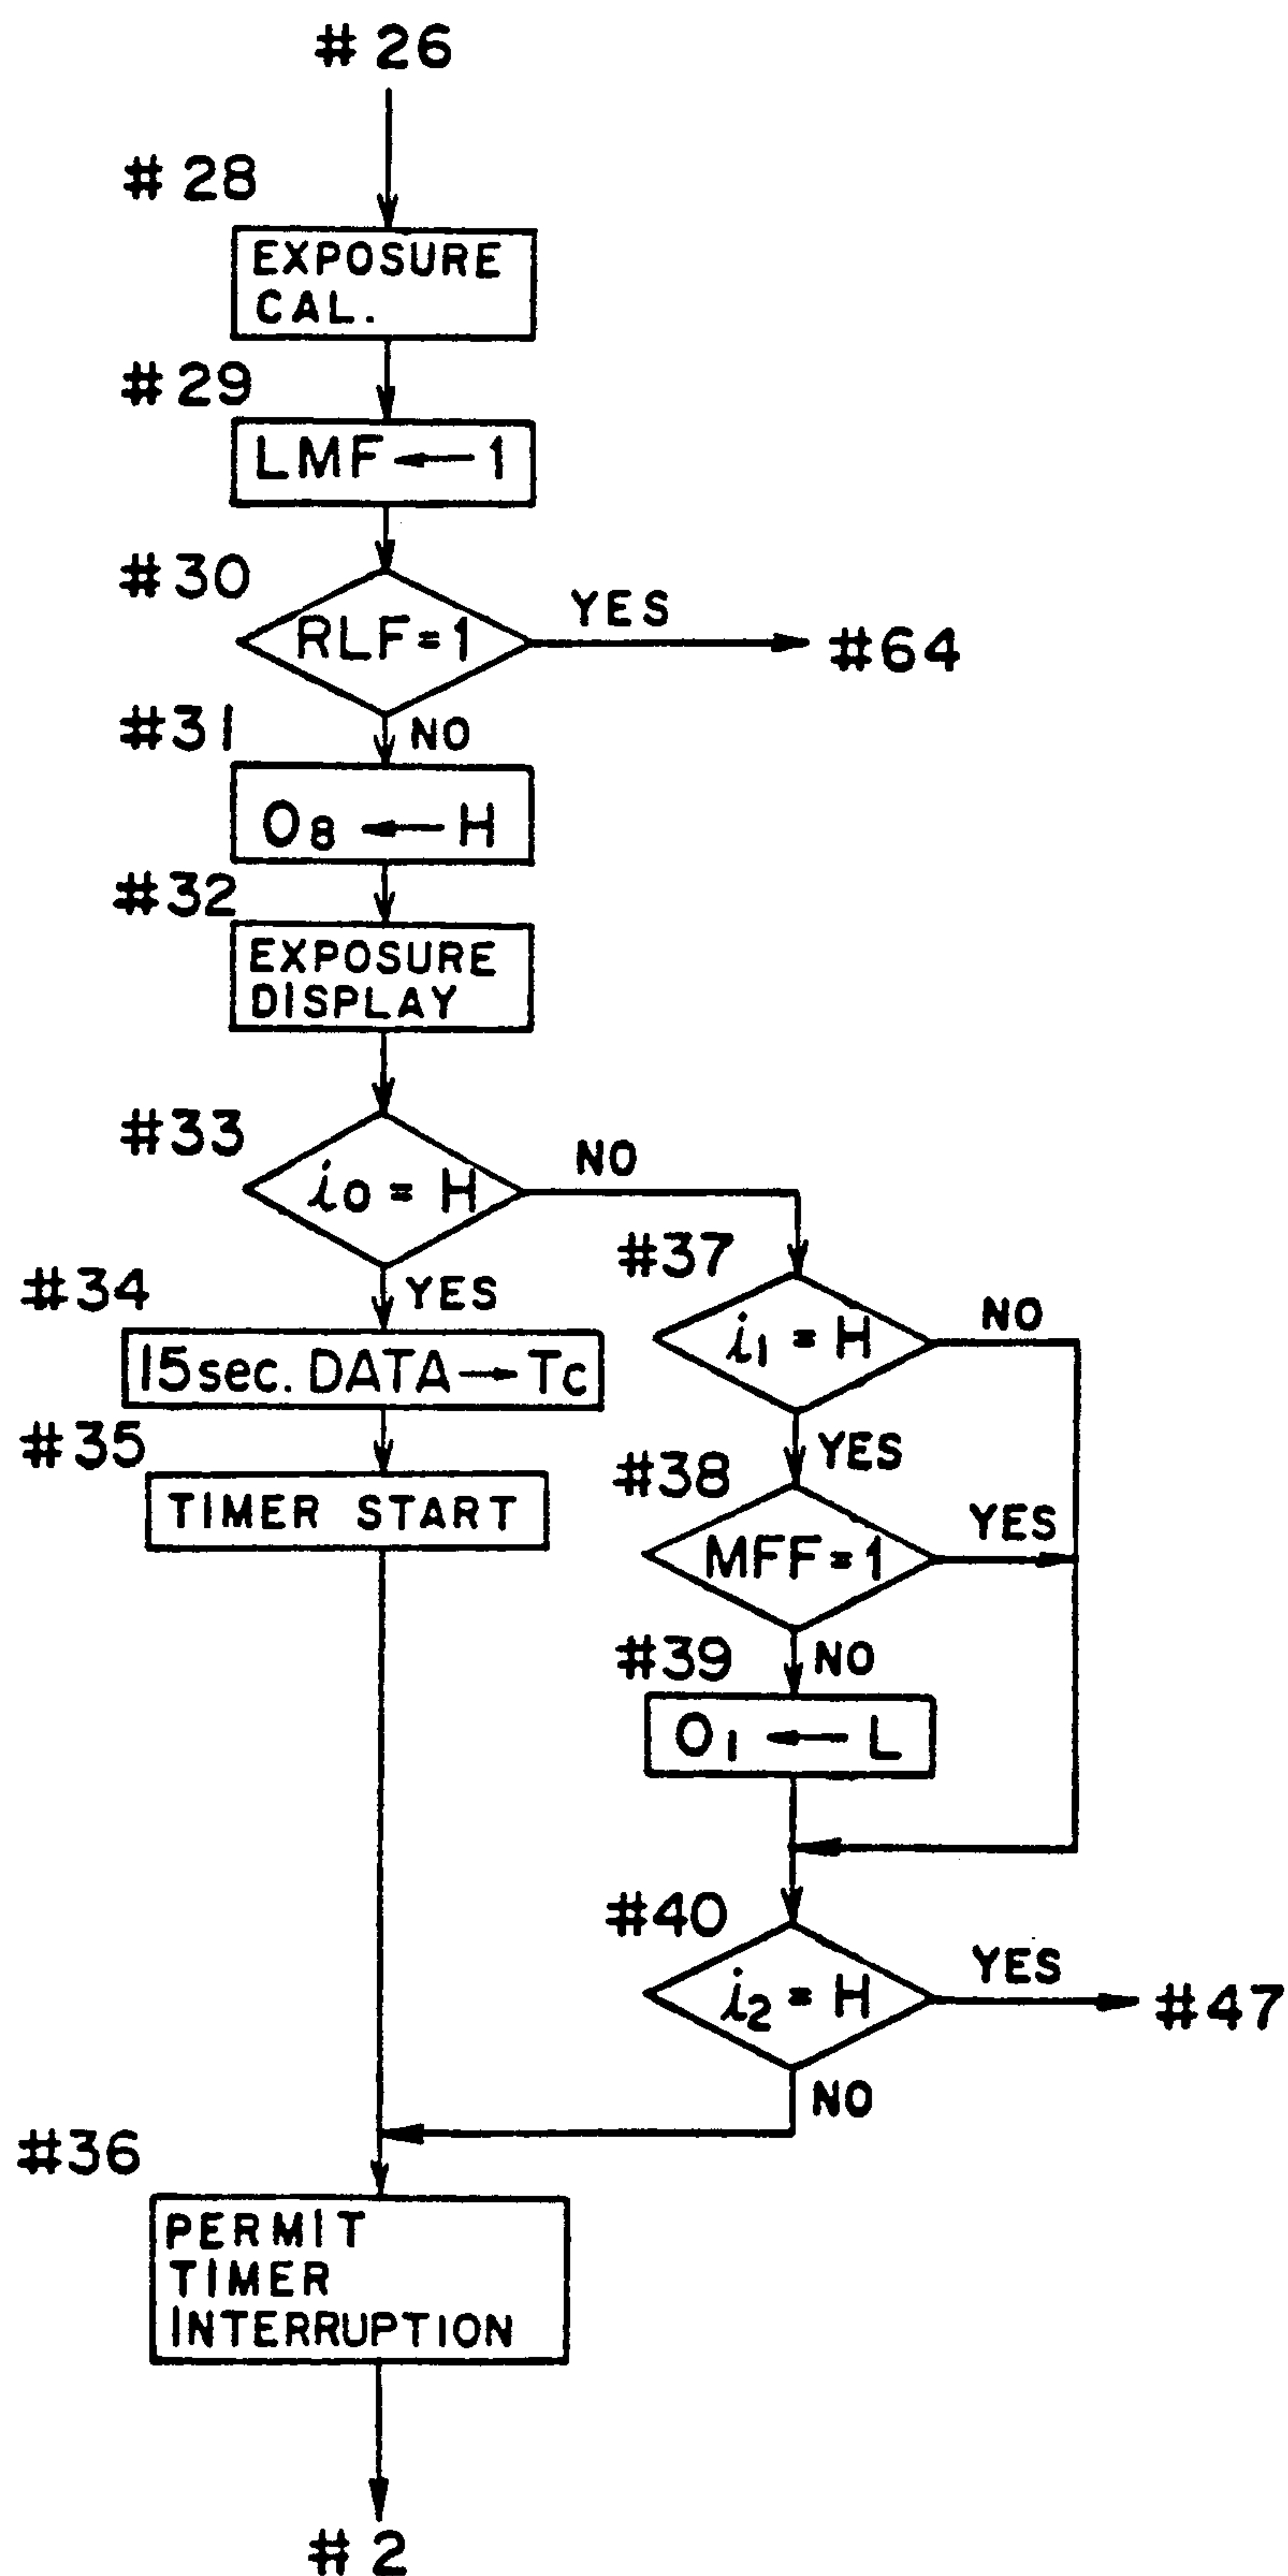 # 26
# 28
EXPOSURE
CAL.
#29
LMF ← 1
#30
RLF = 1
YES
#64
NO
#31
O8 ← H
#32
EXPOSURE
DISPLAY
#33
i0 = H
NO
YES
#34
15sec. DATA → Tc
#35
TIMER START
#37
i1 = H
NO
YES
#38
MFF = 1
YES
NO
#39
O1 ← L
#40
i2 = H
YES
#47
NO
#36
PERMIT
TIMER
INTERRUPTION
# 2